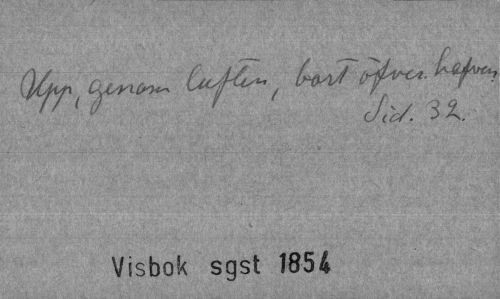 Upp, genom luften, bort öfver hafven
Sid. 32.
Visbok sgst 1854